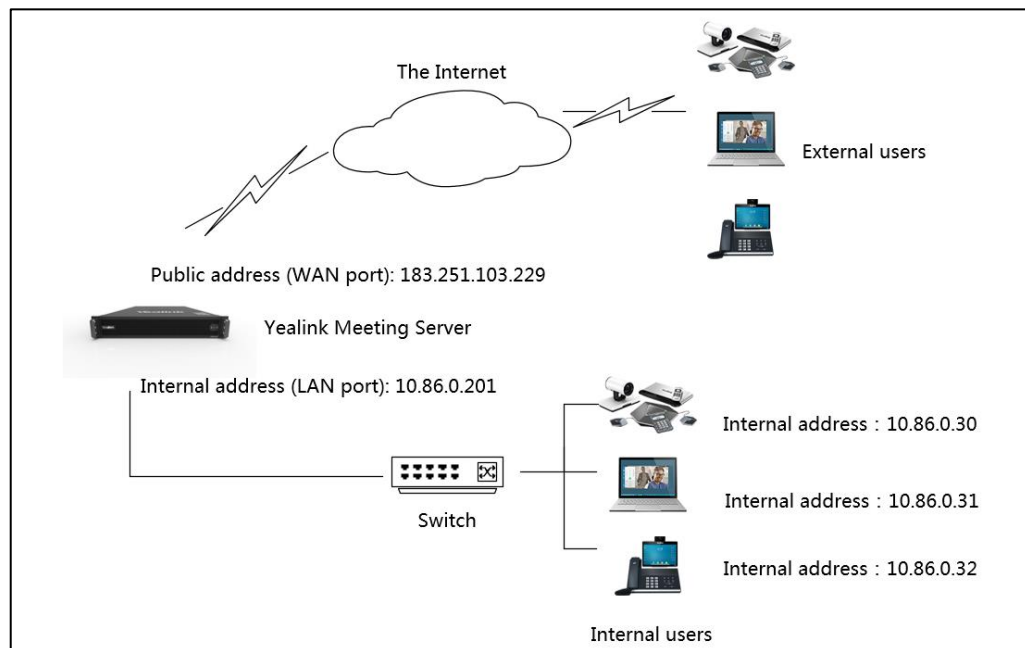 The Internet
External users
Public address (WAN port): 183.251.103.229
Yealink
Yealink Meeting Server
Internal address (LAN port): 10.86.0.201
Internal address：10.86.0.30
Internal address：10.86.0.31
Switch
Internal address：10.86.0.32
Internal users